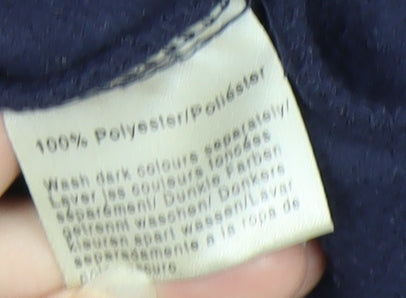 100% Polyester/Poliéster
Wash dark colours separately/
Laver les couleurs foncées
séparément/ Dunkle Farben
getrennt waschen/ Donkere
kleuren apart wassen/Lavar
separadamente a la ropa de